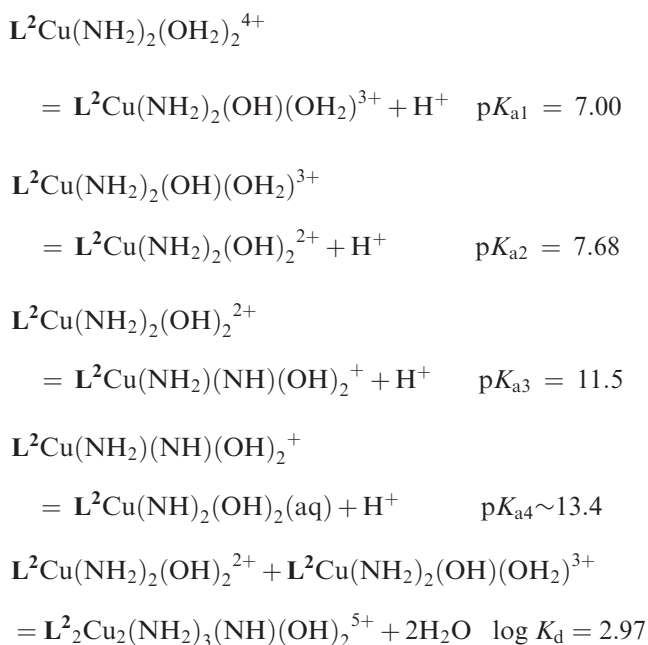 L²Cu(NH₂)₂(OH₂)₂⁴⁺
= L²Cu(NH₂)₂(OH)(OH₂)³⁺ + H⁺ pKₐ₁ = 7.00
L²Cu(NH₂)₂(OH)(OH₂)³⁺
= L²Cu(NH₂)₂(OH)₂²⁺ + H⁺ pKₐ₂ = 7.68
L²Cu(NH₂)₂(OH)₂²⁺
= L²Cu(NH₂)(NH)(OH)₂⁺ + H⁺ pKₐ₃ = 11.5
L²Cu(NH₂)(NH)(OH)₂⁺
= L²Cu(NH)₂(OH)₂(aq) + H⁺ pKₐ₄~13.4
L²Cu(NH₂)₂(OH)₂²⁺ + L²Cu(NH₂)₂(OH)(OH₂)³⁺
= L²₂Cu₂(NH₂)₃(NH)(OH)₂⁵⁺ + 2H₂O log K_d = 2.97